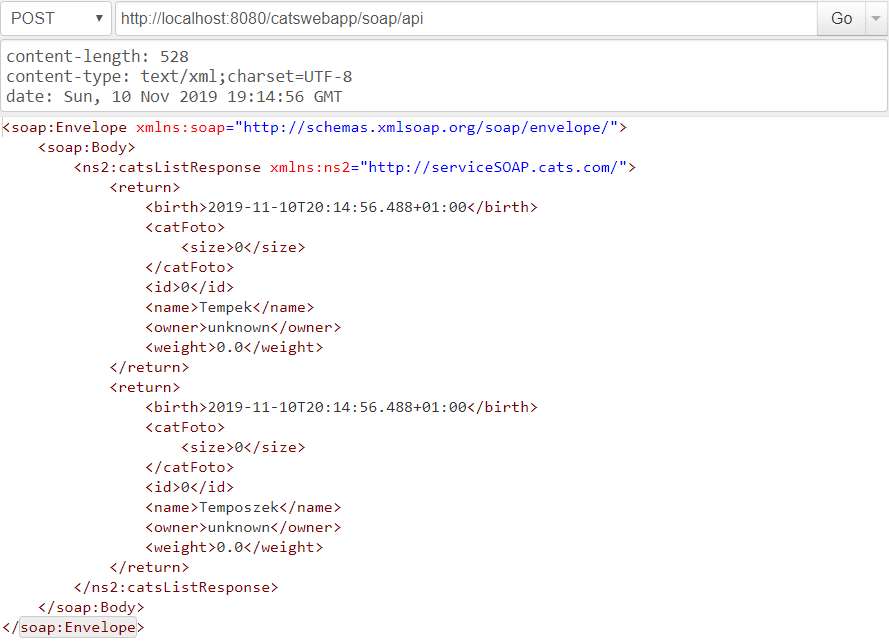 POST ▼ http://localhost:8080/catswebapp/soap/api Go
content-length: 528
content-type: text/xml;charset=UTF-8
date: Sun, 10 Nov 2019 19:14:56 GMT
<soap:Envelope xmlns:soap="http://schemas.xmlsoap.org/soap/envelope/">
    <soap:Body>
        <ns2:catsListResponse xmlns:ns2="http://serviceSOAP.cats.com/">
            <return>
                <birth>2019-11-10T20:14:56.488+01:00</birth>
                <catFoto>
                    <size>0</size>
                </catFoto>
                <id>0</id>
                <name>Tempek</name>
                <owner>unknown</owner>
                <weight>0.0</weight>
            </return>
            <return>
                <birth>2019-11-10T20:14:56.488+01:00</birth>
                <catFoto>
                    <size>0</size>
                </catFoto>
                <id>0</id>
                <name>Temposzek</name>
                <owner>unknown</owner>
                <weight>0.0</weight>
            </return>
        </ns2:catsListResponse>
    </soap:Body>
</soap:Envelope>